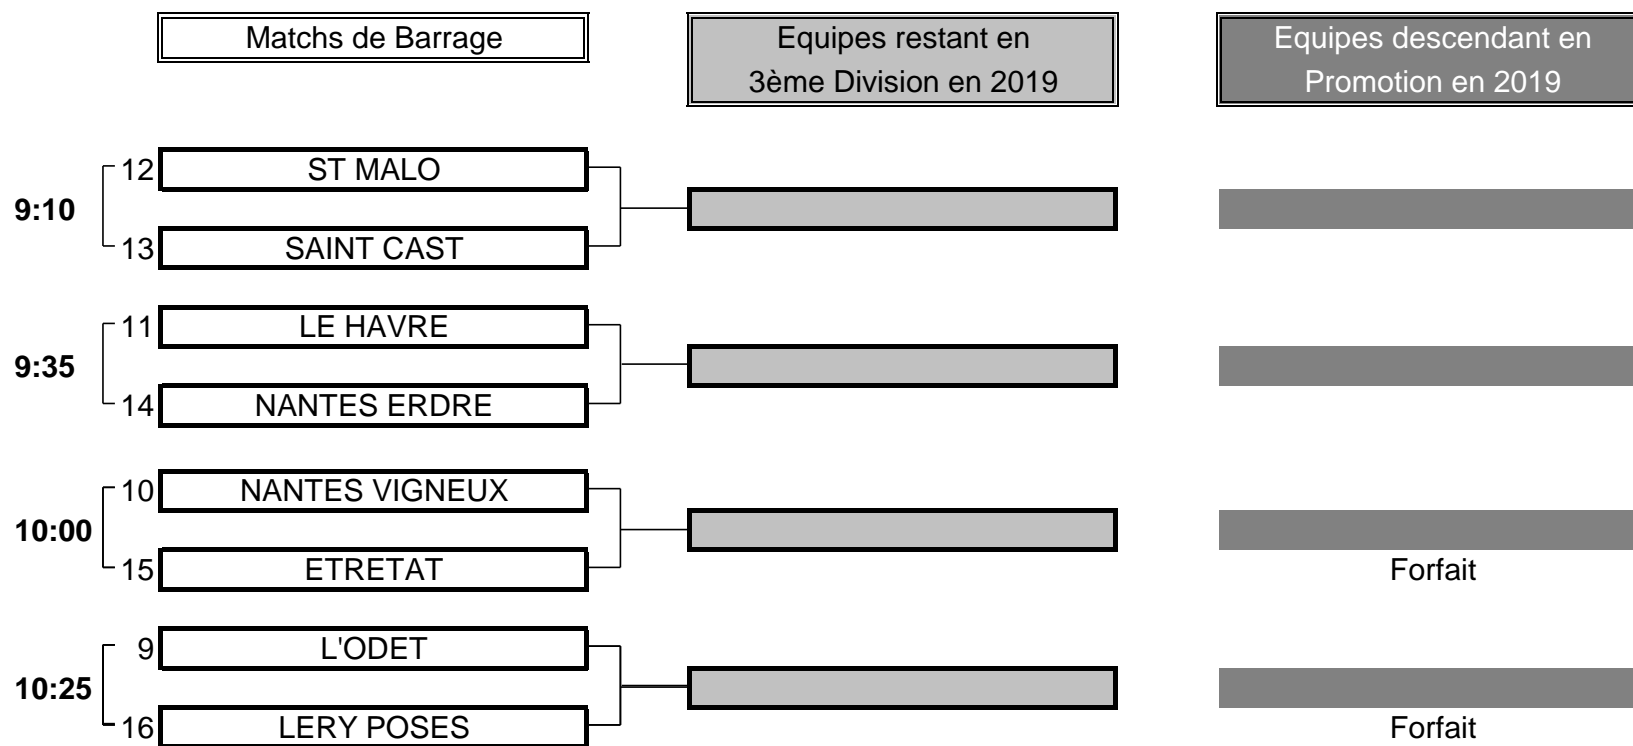 Matchs de Barrage
Equipes restant en
3ème Division en 2019
Equipes descendant en
Promotion en 2019
12 ST MALO
9:10
13 SAINT CAST
11 LE HAVRE
9:35
14 NANTES ERDRE
10 NANTES VIGNEUX
10:00
15 ETRETAT
Forfait
9 L'ODET
10:25
16 LERY POSES
Forfait